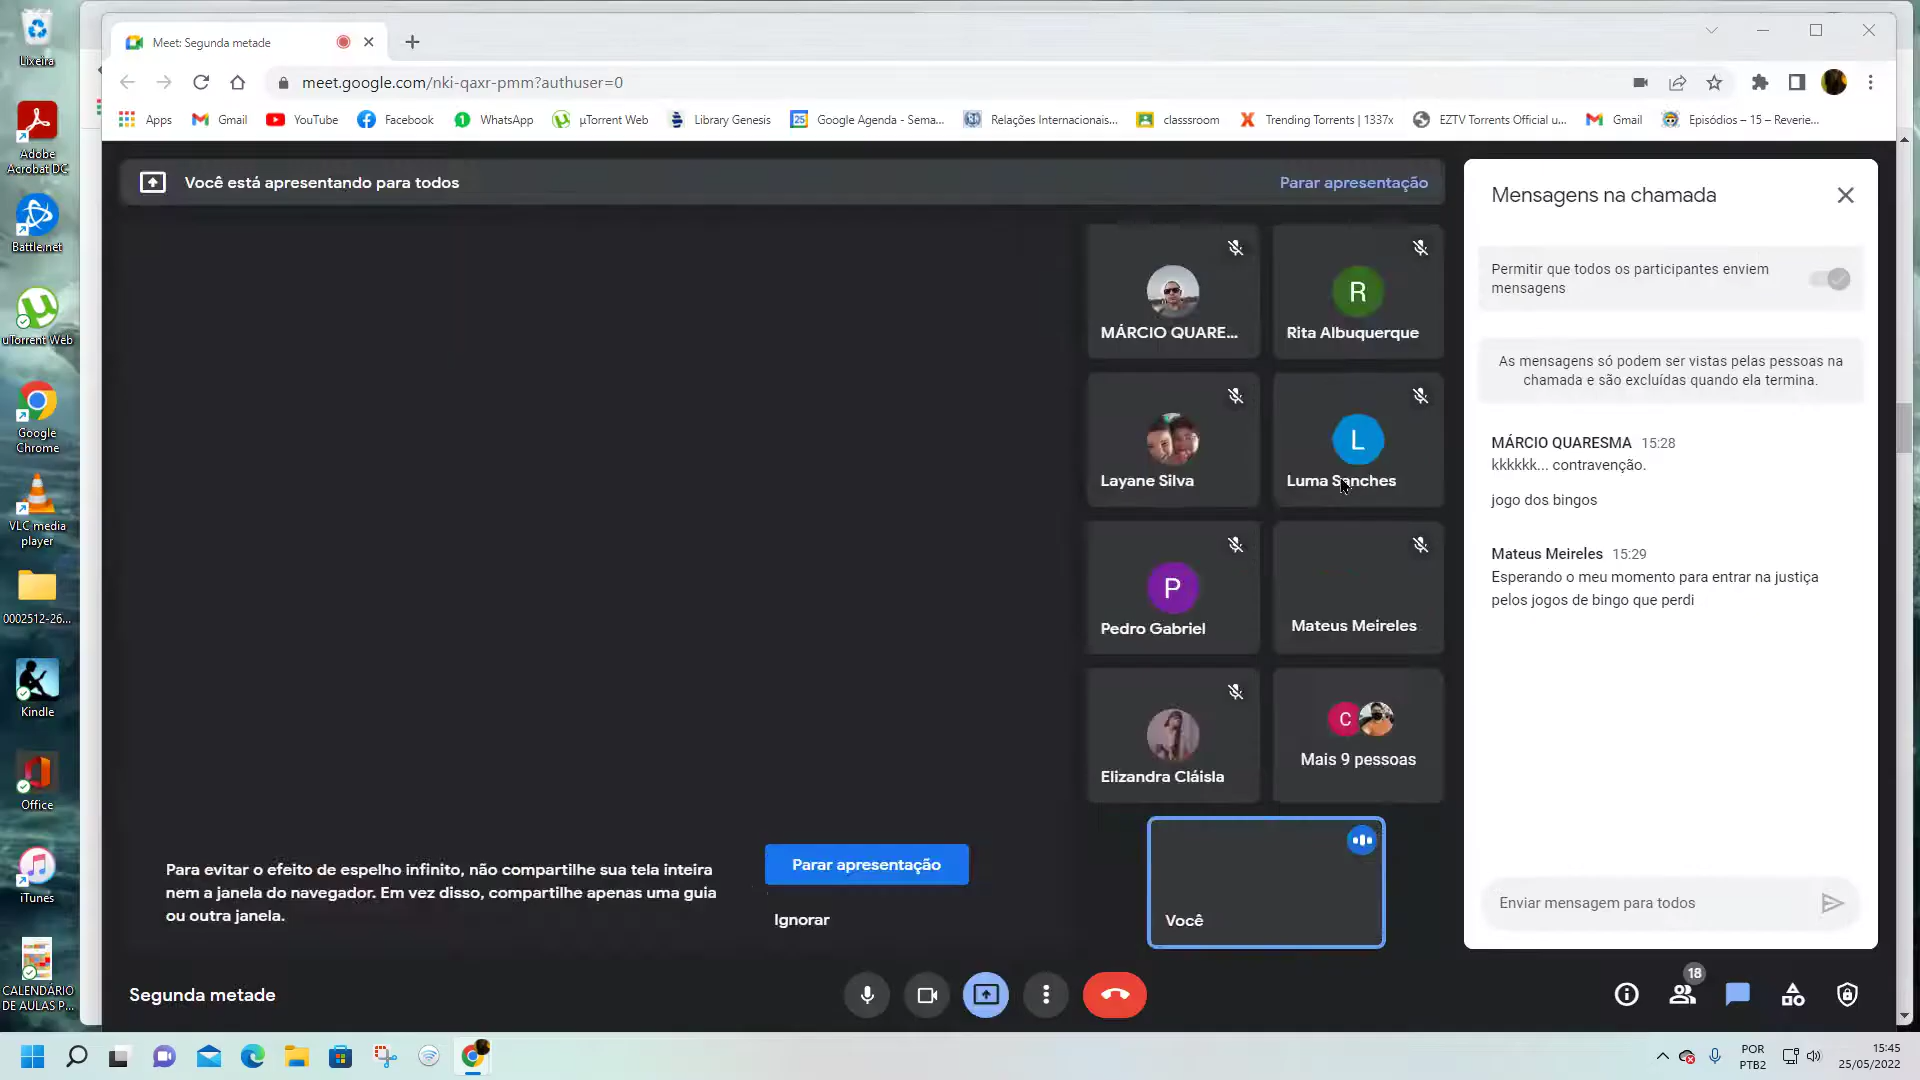 Lixeira
Adobe
Acrobat DC
Battle.net
uTorrent Web
Google
Chrome
VLC media
player
0002512-26...
Kindle
Office
iTunes
CALENDÁRIO
DE AULAS P...
Meet: Segunda metade
meet.google.com/nki-qaxr-pmm?authuser=0
Apps Gmail YouTube Facebook WhatsApp µTorrent Web Library Genesis Google Agenda - Sema... Relações Internacionais... classsroom Trending Torrents | 1337x EZTV Torrents Official u... Gmail Episódios – 15 – Reverie...
Você está apresentando para todos
Parar apresentação
MÁRCIO QUARE...
R
Rita Albuquerque
Layane Silva
L
Luma Sanches
P
Pedro Gabriel
Mateus Meireles
Elizandra Cláisla
C
Mais 9 pessoas
Você
Para evitar o efeito de espelho infinito, não compartilhe sua tela inteira
nem a janela do navegador. Em vez disso, compartilhe apenas uma guia
ou outra janela.
Parar apresentação
Ignorar
Mensagens na chamada
Permitir que todos os participantes enviem
mensagens
As mensagens só podem ser vistas pelas pessoas na
chamada e são excluídas quando ela termina.
MÁRCIO QUARESMA 15:28
kkkkkk... contravenção.
jogo dos bingos
Mateus Meireles 15:29
Esperando o meu momento para entrar na justiça
pelos jogos de bingo que perdi
Enviar mensagem para todos
Segunda metade
18
POR
PTB2
15:45
25/05/2022